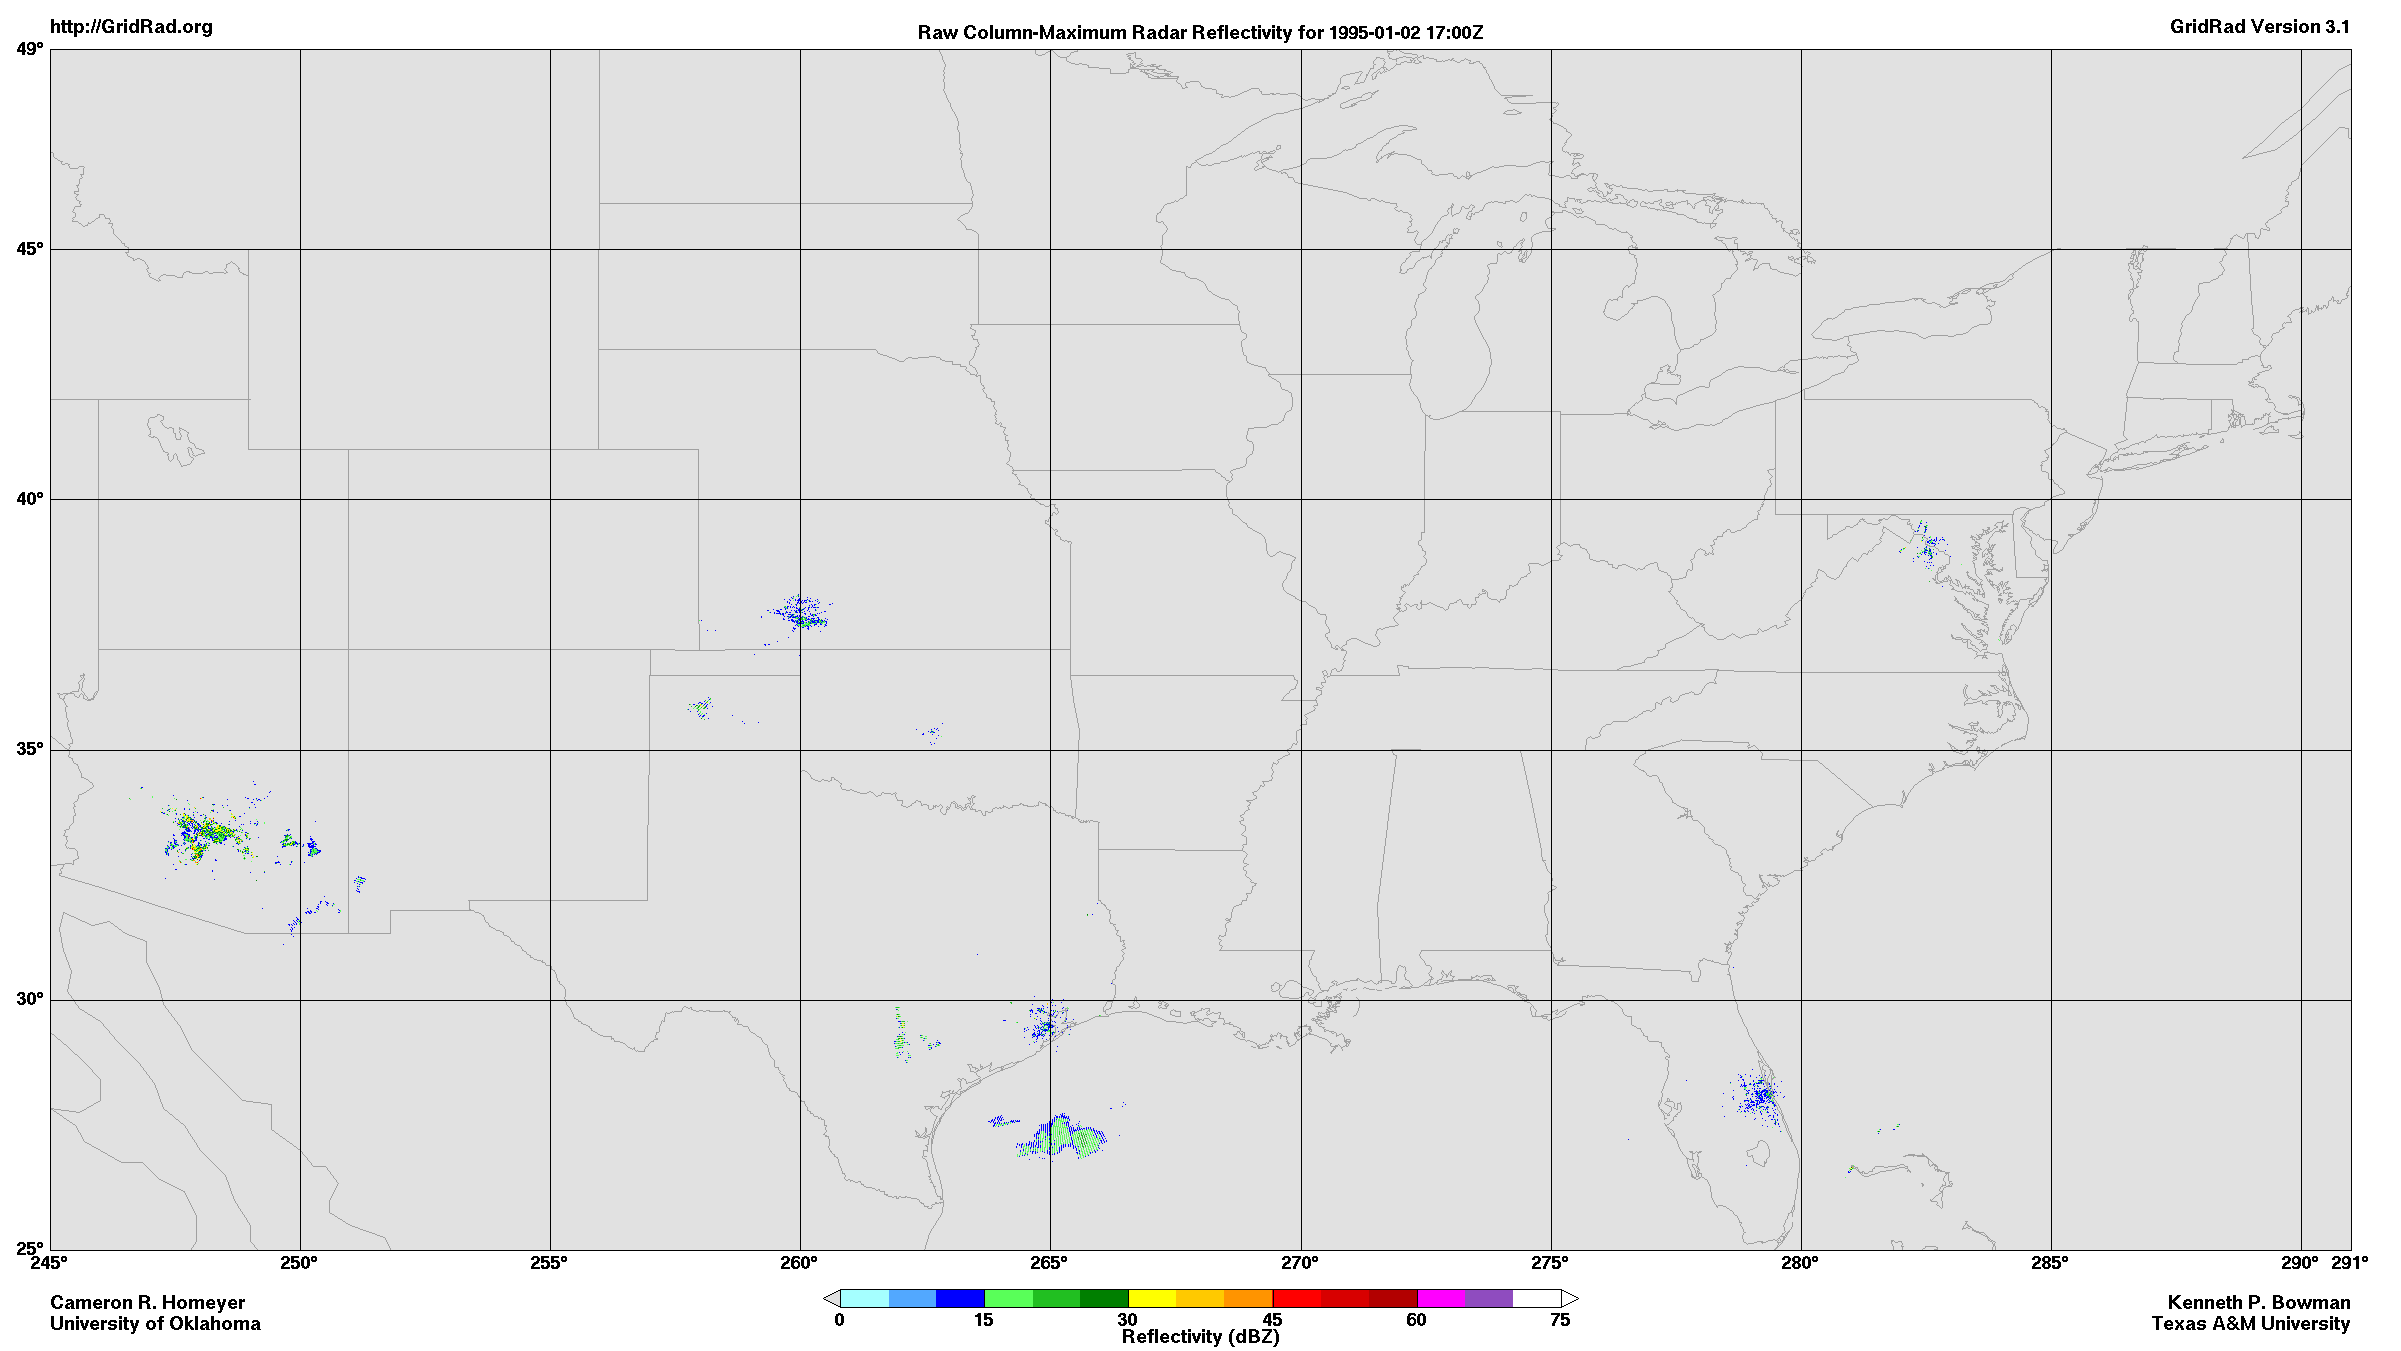 http://GridRad.org
Raw Column-Maximum Radar Reflectivity for 1995-01-02 17:00Z
GridRad Version 3.1
49°
45°
40°
35°
30°
25°
245° 250° 255° 260° 265° 270° 275° 280° 285° 290° 291°
0 15 30 45 60 75
Reflectivity (dBZ)
Cameron R. Homeyer
University of Oklahoma
Kenneth P. Bowman
Texas A&M University